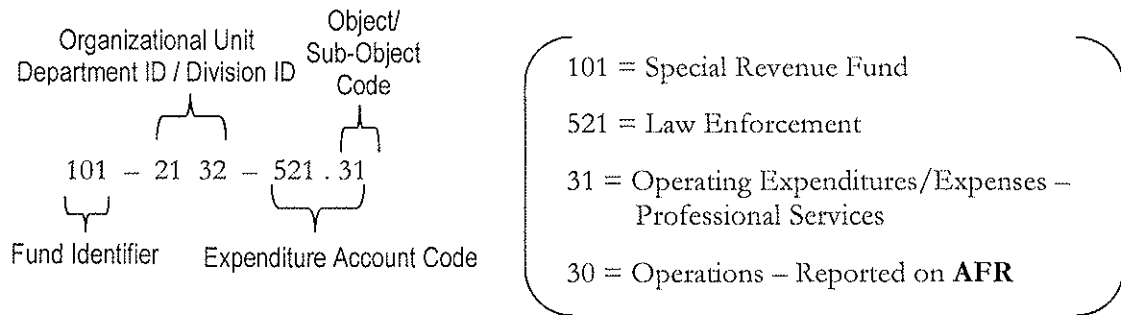 Organizational Unit
Department ID / Division ID
Object/
Sub-Object
Code
101 – 21 32 – 521 . 31
Fund Identifier
Expenditure Account Code
101 = Special Revenue Fund
521 = Law Enforcement
31 = Operating Expenditures/Expenses –
Professional Services
30 = Operations – Reported on AFR